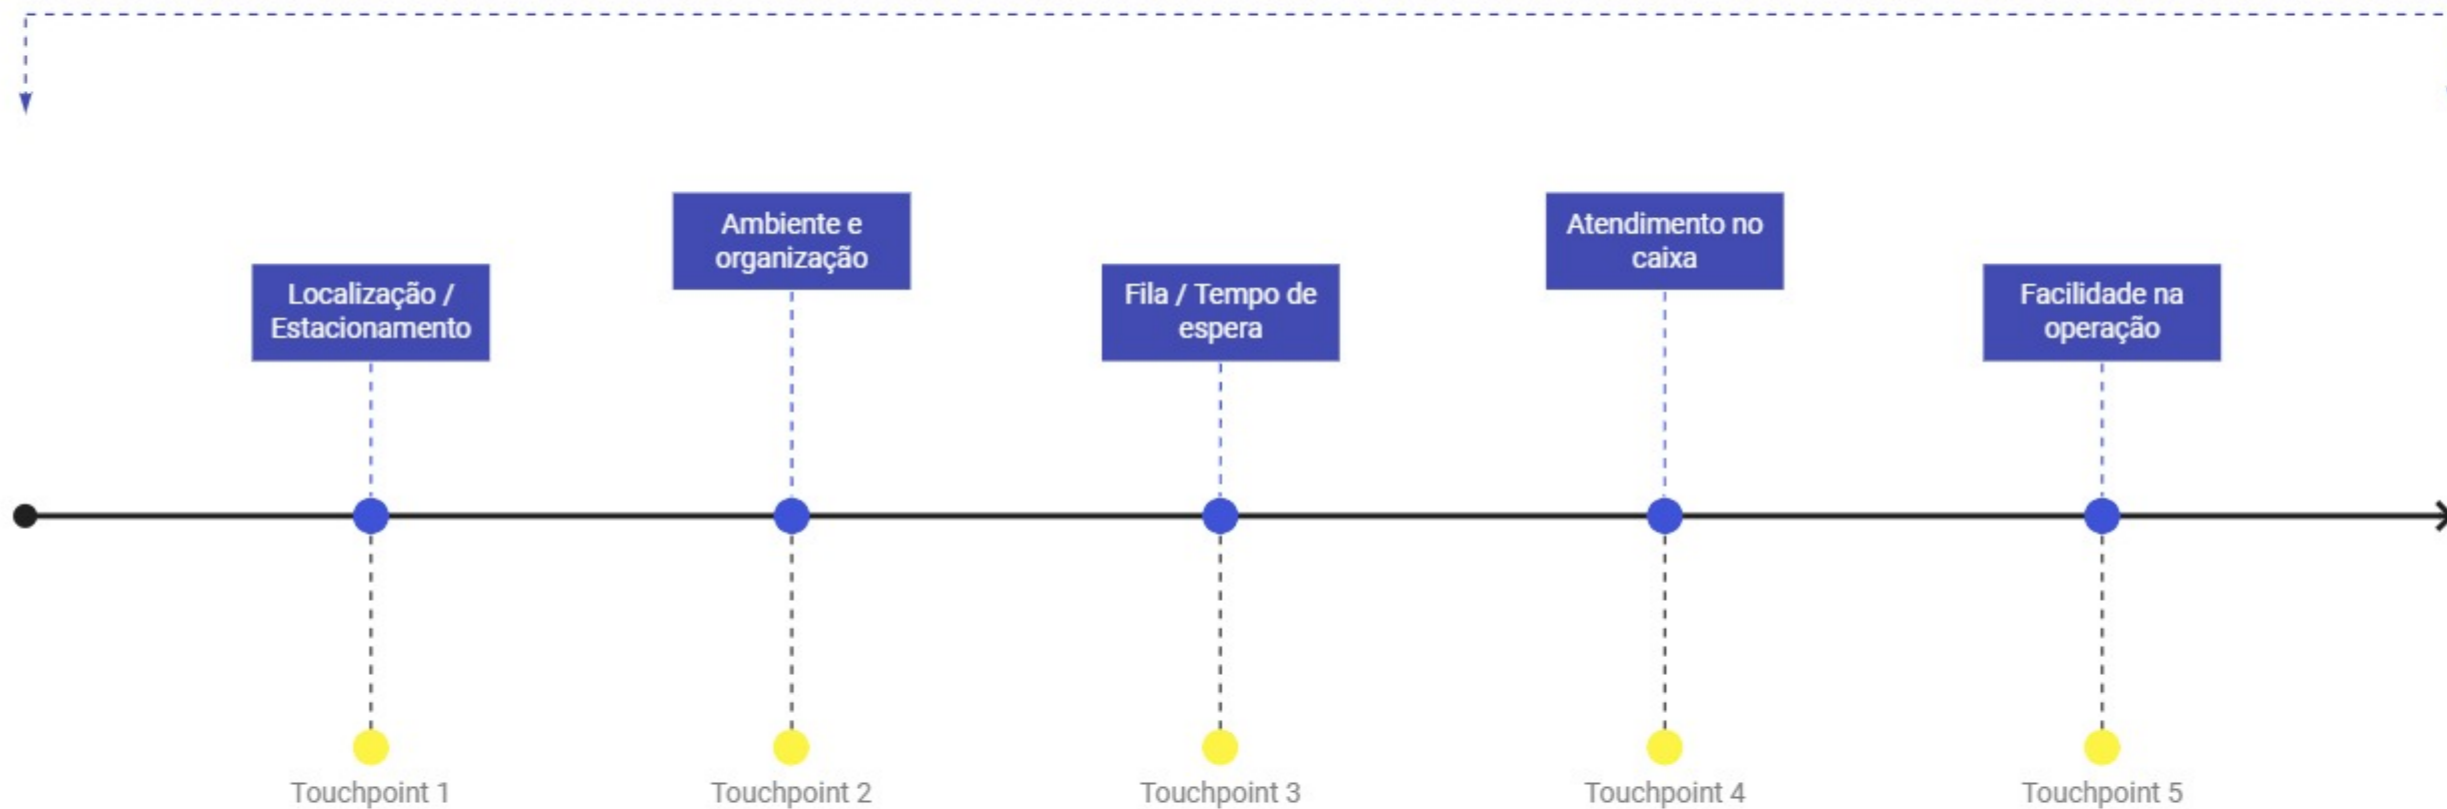 Localização /
Estacionamento
Ambiente e
organização
Fila / Tempo de
espera
Atendimento no
caixa
Facilidade na
operação
Touchpoint 1
Touchpoint 2
Touchpoint 3
Touchpoint 4
Touchpoint 5